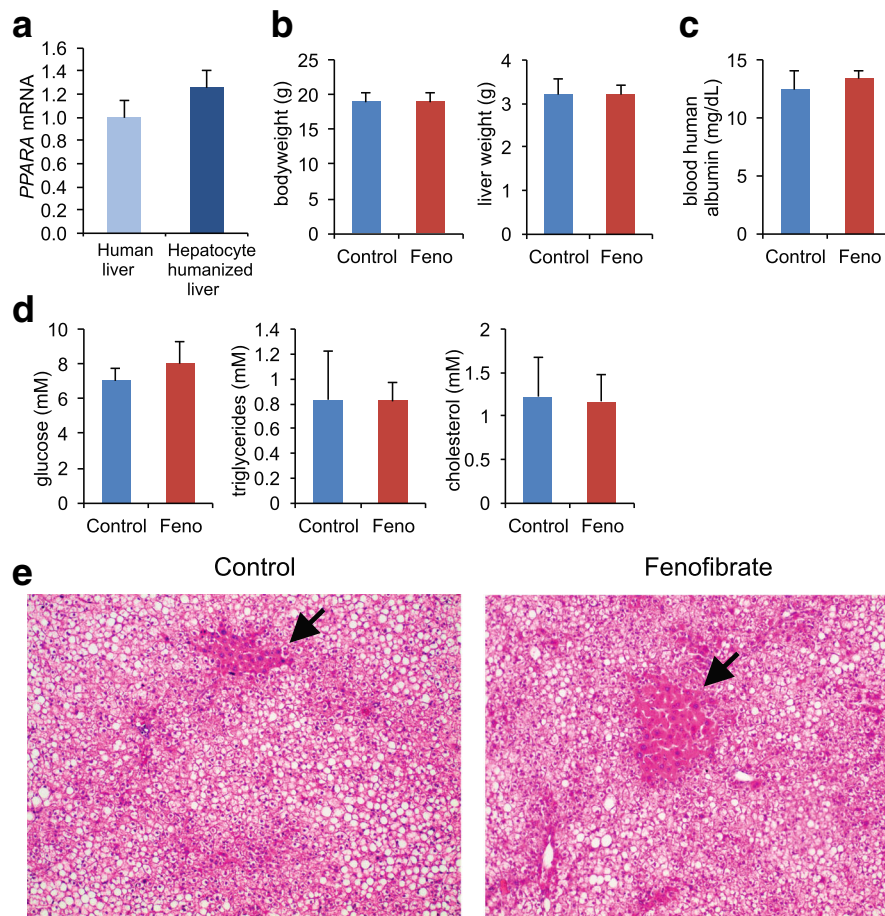 a
PPARA mRNA
1.6
1.4
1.2
1.0
0.8
0.6
0.4
0.2
0.0
Human
liver
Hepatocyte
humanized
liver
b
bodyweight (g)
25
20
15
10
5
0
Control
Feno
liver weight (g)
4
3
2
1
0
Control
Feno
c
blood human
albumin (mg/dL)
15
10
5
0
Control
Feno
d
glucose (mM)
10
8
6
4
2
0
Control
Feno
triglycerides (mM)
1.4
1.2
1
0.8
0.6
0.4
0.2
0
Control
Feno
cholesterol (mM)
2
1.5
1
0.5
0
Control
Feno
e
Control
Fenofibrate